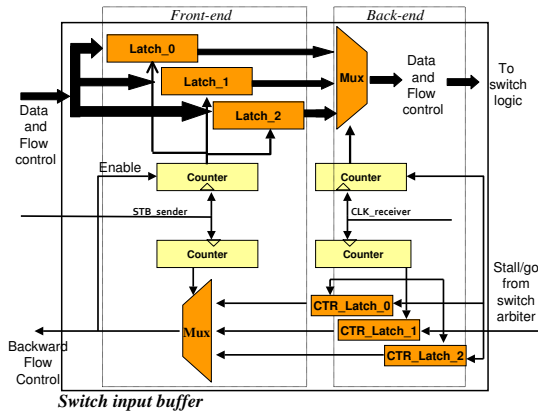 Front-end
Back-end
Latch_0
Latch_1
Latch_2
Mux
Data
and
Flow
control
To
switch
logic
Data
and
Flow
control
Enable
Counter
Counter
STB_sender
CLK_receiver
Counter
Counter
Stall/go
from
switch
arbiter
CTR_Latch_0
CTR_Latch_1
CTR_Latch_2
Mux
Backward
Flow
Control
Switch input buffer